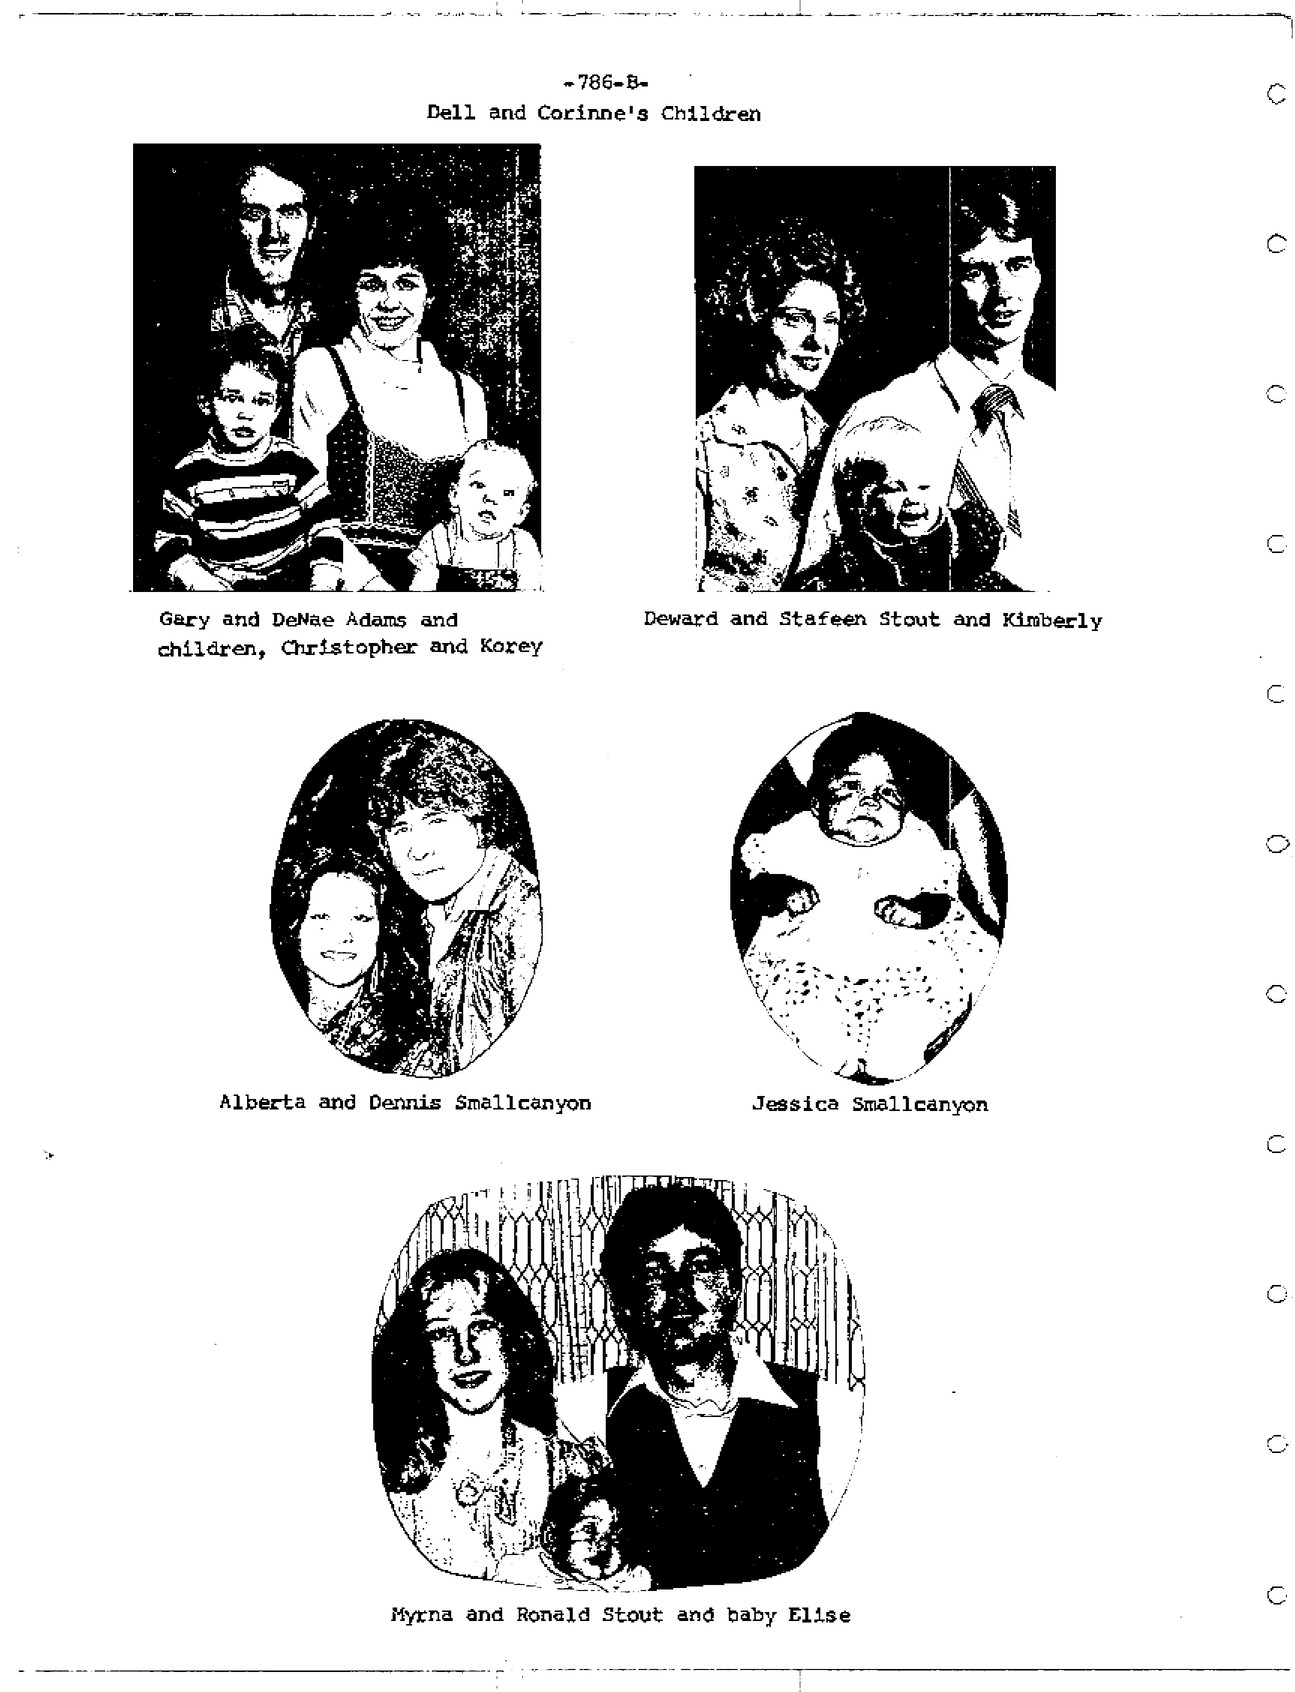 -786-B-
Dell and Corinne's Children
Gary and DeNae Adams and
children, Christopher and Korey
Deward and Stafeen Stout and Kimberly
Alberta and Dennis Smallcanyon
Jessica Smallcanyon
Myrna and Ronald Stout and baby Elise